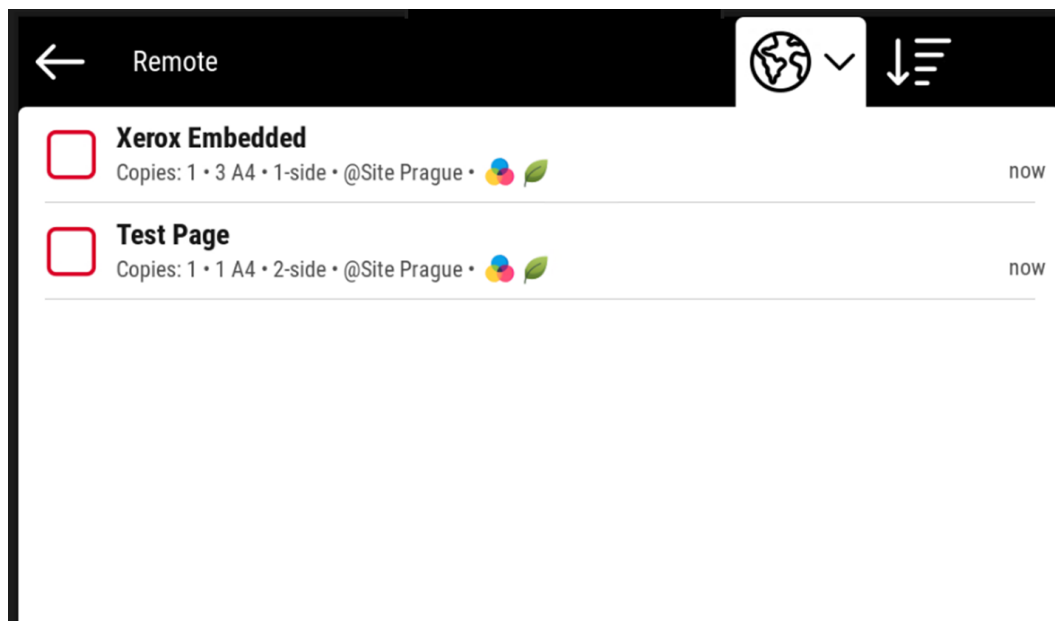 Remote
Xerox Embedded
Copies: 1 • 3 A4 • 1-side • @Site Prague •
now
Test Page
Copies: 1 • 1 A4 • 2-side • @Site Prague •
now